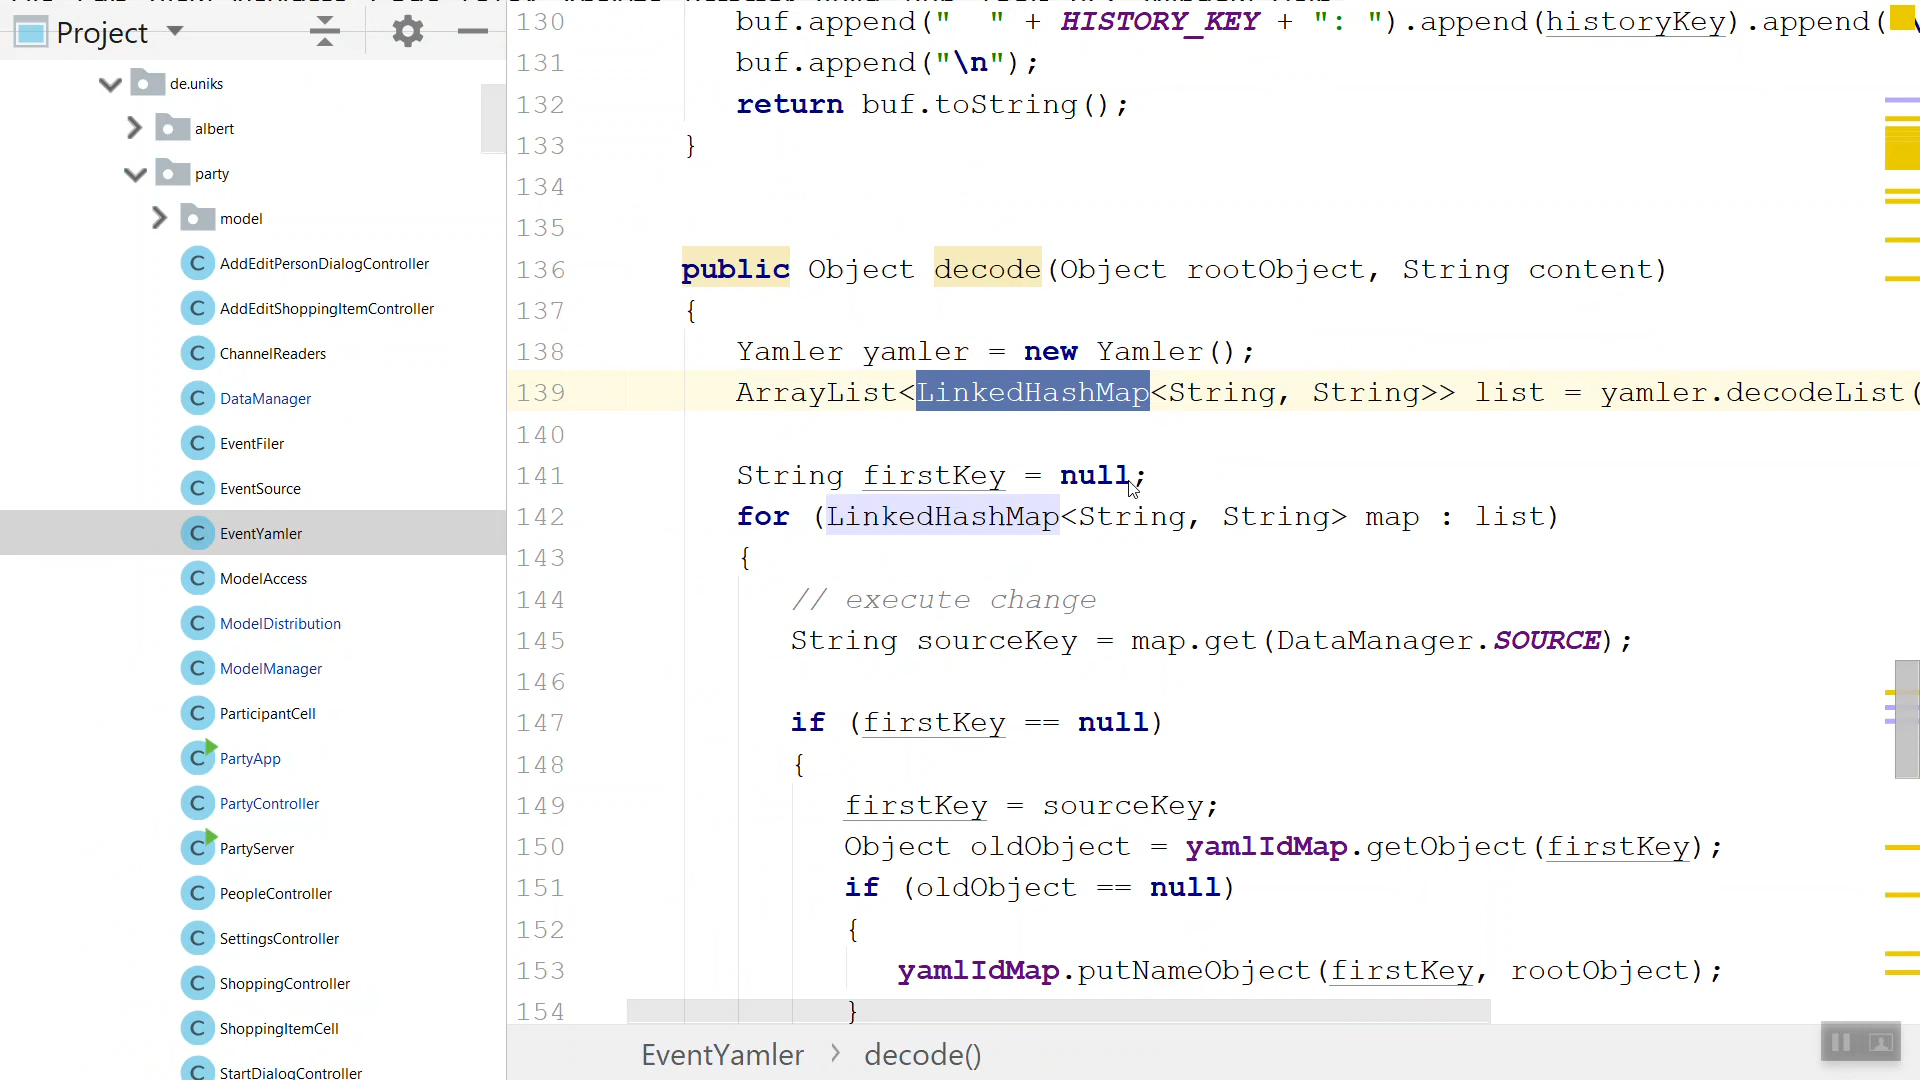 Project
de.uniks
albert
party
model
AddEditPersonDialogController
AddEditShoppingItemController
ChannelReaders
DataManager
EventFiler
EventSource
EventYamler
ModelAccess
ModelDistribution
ModelManager
ParticipantCell
PartyApp
PartyController
PartyServer
PeopleController
SettingsController
ShoppingController
ShoppingItemCell
StartDialogController
130 buf.append("  " + HISTORY_KEY + ": ").append(historyKey).append(
131 buf.append("\n");
132 return buf.toString();
133 }
134
135
136 public Object decode(Object rootObject, String content)
137 {
138 Yamler yamler = new Yamler();
139 ArrayList<LinkedHashMap<String, String>> list = yamler.decodeList(
140
141 String firstKey = null;
142 for (LinkedHashMap<String, String> map : list)
143 {
144 // execute change
145 String sourceKey = map.get(DataManager.SOURCE);
146
147 if (firstKey == null)
148 {
149 firstKey = sourceKey;
150 Object oldObject = yamlIdMap.getObject(firstKey);
151 if (oldObject == null)
152 {
153 yamlIdMap.putNameObject(firstKey, rootObject);
154 }
EventYamler > decode()